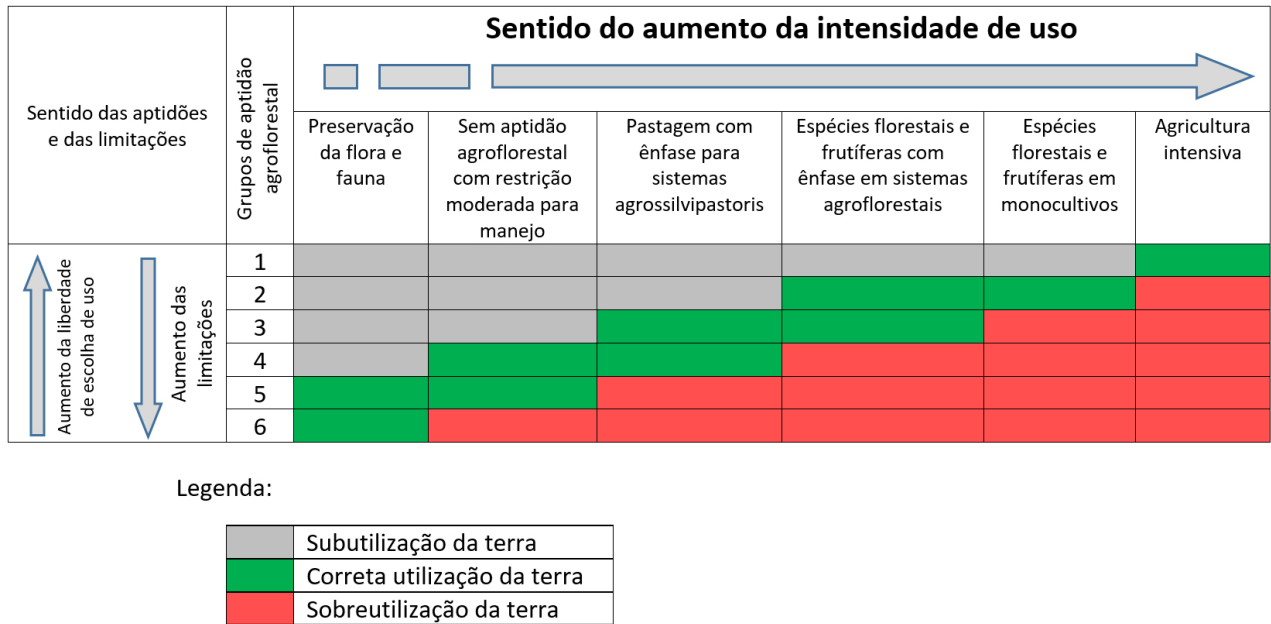 Sentido do aumento da intensidade de uso
Sentido das aptidões
e das limitações
Grupos de aptidão
agroflorestal
Preservação
da flora e
fauna
Sem aptidão
agroflorestal
com restrição
moderada para
manejo
Pastagem com
ênfase para
sistemas
agrossilvipastoris
Espécies florestais e
frutíferas com
ênfase em sistemas
agroflorestais
Espécies
florestais e
frutíferas em
monocultivos
Agricultura
intensiva
Aumento da liberdade
de escolha de uso
Aumento das
limitações
1
2
3
4
5
6
Legenda:
Subutilização da terra
Correta utilização da terra
Sobreutilização da terra